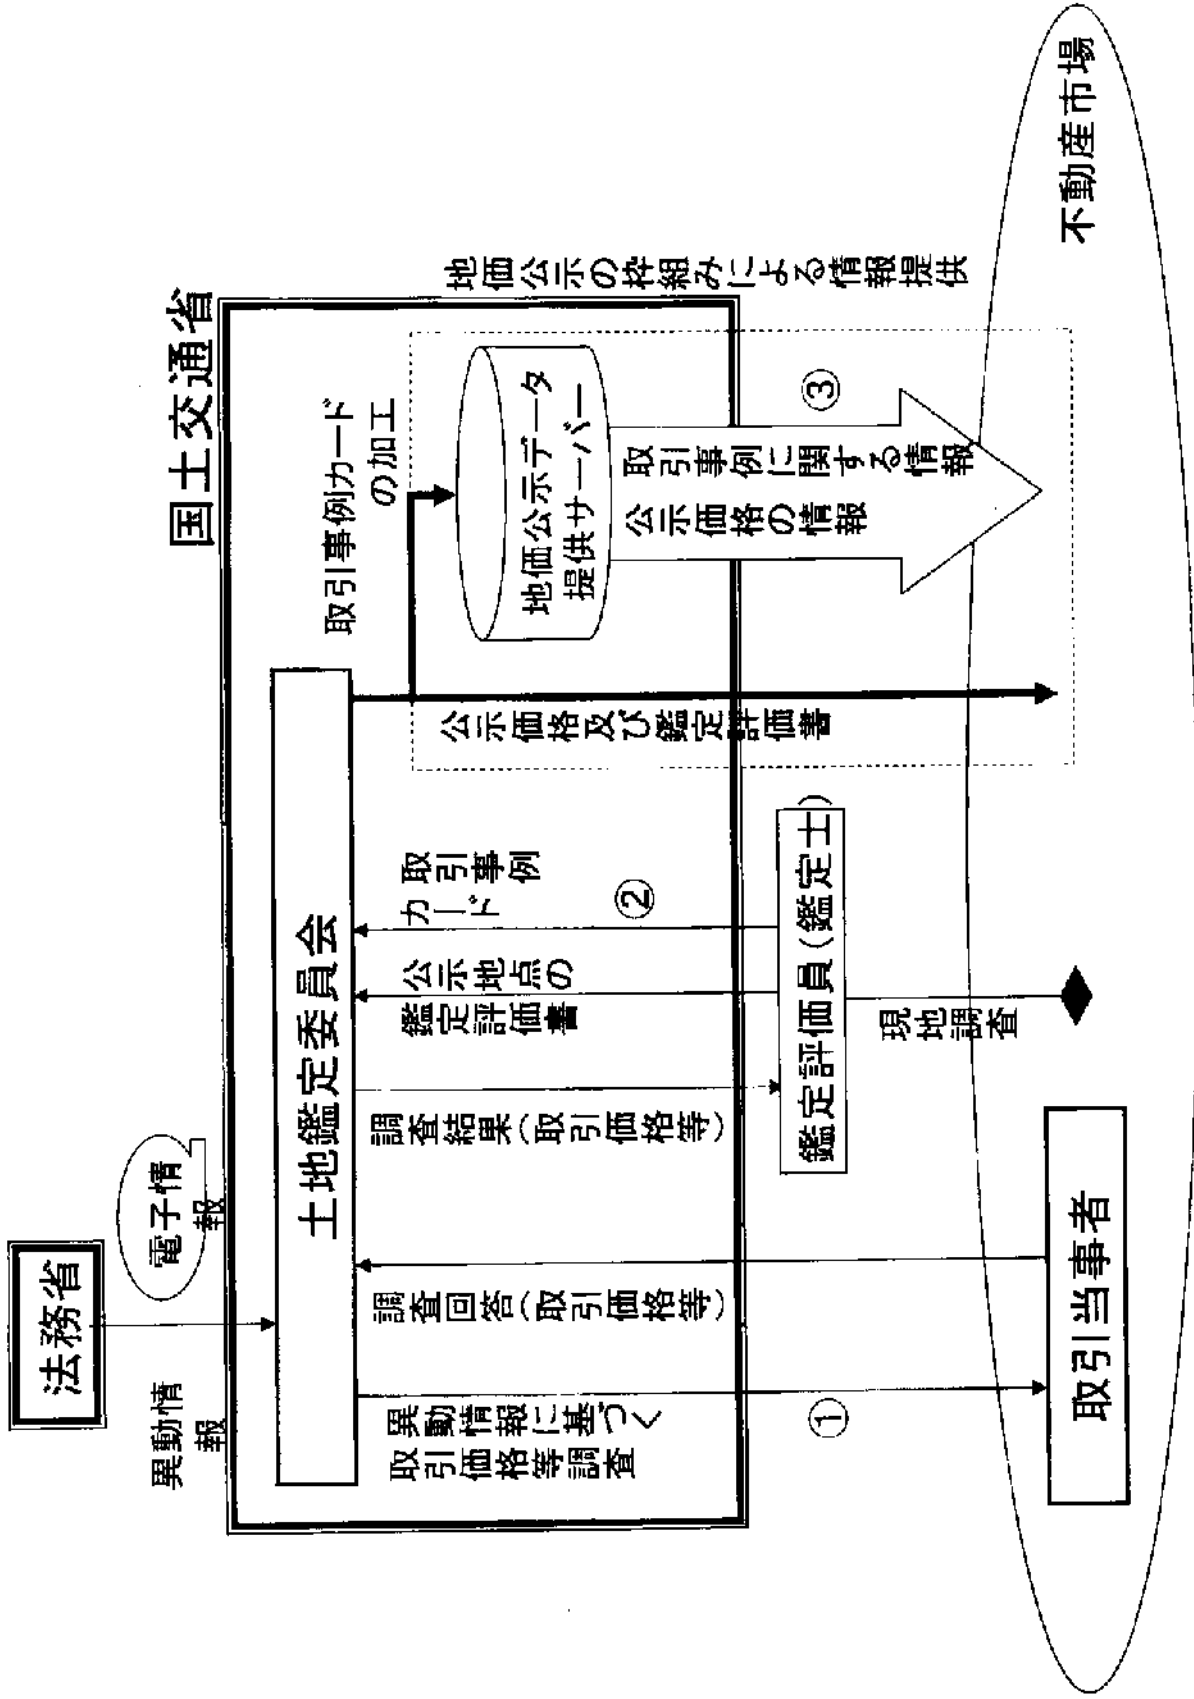 法務省
電子情
報
異動情
報
国土交通省
土地鑑定委員会
異動情報に基づく
取引価格等調査
①
調査回答(取引価格等)
調査結果(取引価格等)
公示地点の
鑑定評価書
取引事例
カード
②
鑑定評価員(鑑定士)
現地調査
公示価格及び鑑定評価書
取引事例カード
の加工
地価公示データ
提供サーバー
公示価格の情報
取引事例に関する情報
③
地価公示の枠組みによる情報提供
取引当事者
不動産市場